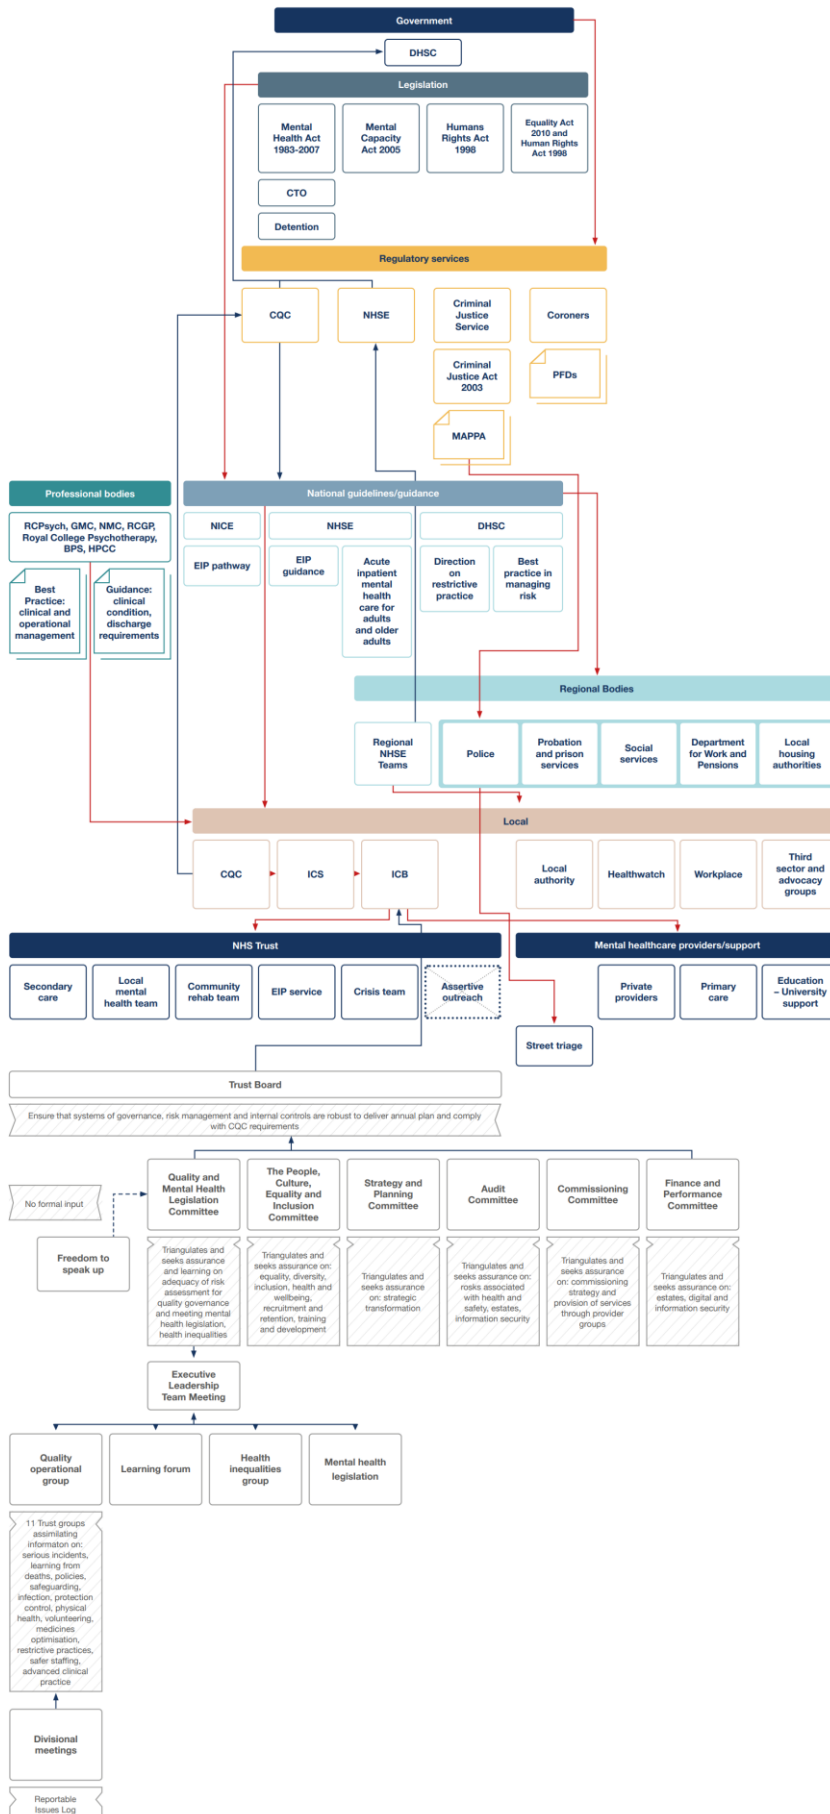 Government
DHSC
Legislation
Mental
Health Act
1983-2007
Mental
Capacity
Act 2005
Humans
Rights Act
1998
Equality Act
2010 and
Human Rights
Act 1998
CTO
Detention
Regulatory services
CQC
NHSE
Criminal
Justice
Service
Coroners
Criminal
Justice Act
2003
PFDs
MAPPA
Professional bodies
National guidelines/guidance
RCPsych, GMC, NMC, RCGP,
Royal College Psychotherapy,
BPS, HPCC
NICE
NHSE
DHSC
EIP pathway
EIP
guidance
Acute
inpatient
mental
health
care for
adults
and older
adults
Direction
on
restrictive
practice
Best
practice in
managing
risk
Best
Practice:
clinical and
operational
management
Guidance:
clinical
condition,
discharge
requirements
Regional Bodies
Regional
NHSE
Teams
Police
Probation
and prison
services
Social
services
Department
for Work and
Pensions
Local
housing
authorities
Local
CQC
ICS
ICB
Local
authority
Healthwatch
Workplace
Third
sector and
advocacy
groups
NHS Trust
Mental healthcare providers/support
Secondary
care
Local
mental
health team
Community
rehab team
EIP service
Crisis team
Assertive
outreach
Private
providers
Primary
care
Education
– University
support
Street triage
Trust Board
Ensure that systems of governance, risk management and internal controls are robust to deliver annual plan and comply
with CQC requirements
Quality and
Mental Health
Legislation
Committee
The People,
Culture,
Equality and
Inclusion
Committee
Strategy and
Planning
Committee
Audit
Committee
Commissioning
Committee
Finance and
Performance
Committee
No formal input
Freedom to
speak up
Triangulates and
seeks assurance
and learning on
adequacy of risk
assessment for
quality governance
and meeting mental
health legislation,
health inequalities
Triangulates and
seeks assurance on:
equality, diversity,
inclusion, health and
wellbeing,
recruitment and
retention, training
and development
Triangulates and
seeks assurance
on: strategic
transformation
Triangulates and
seeks assurance on:
rosks associated
with health and
safety, estates,
information security
Triangulates and
seeks assurance
on: commissioning
strategy and
provision of services
through provider
groups
Triangulates and
seeks assurance on:
estates, digital and
information security
Executive
Leadership
Team Meeting
Quality
operational
group
Learning forum
Health
inequalities
group
Mental health
legislation
11 Trust groups
assimilating
informaton on:
serious incidents,
learning from
deaths, policies,
safeguarding,
infection, protection
control, physical
health, volunteering,
medicines
optimisation,
restrictive practices,
safer staffing,
advanced clinical
practice
Divisional
meetings
Reportable
Issues Log